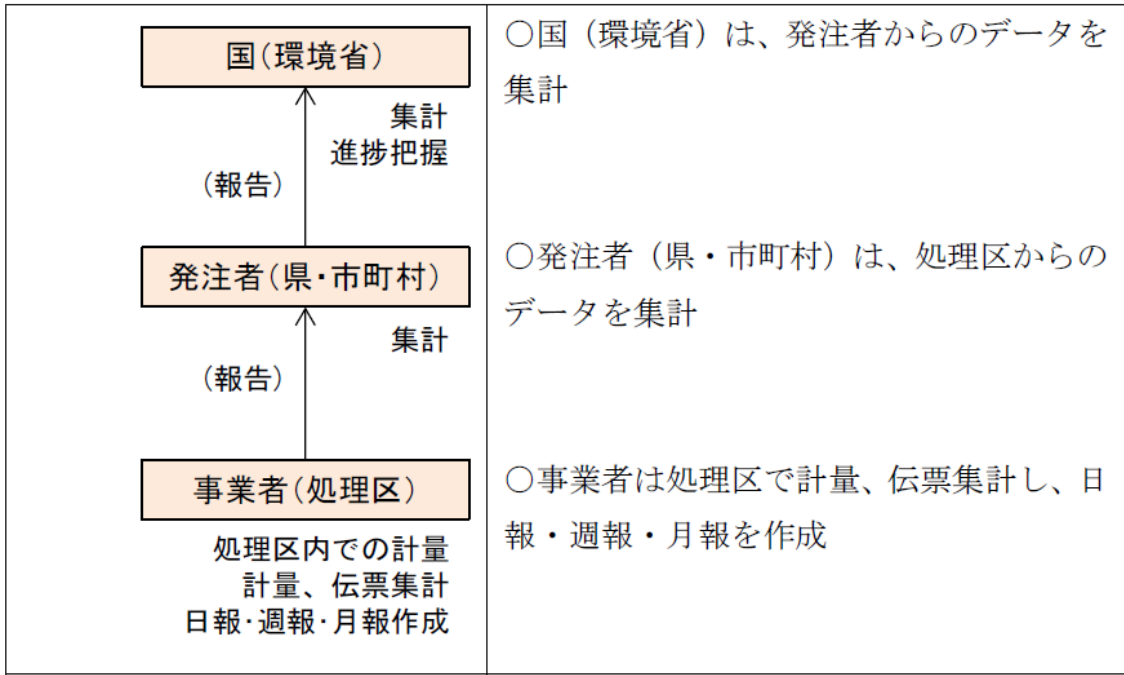 国(環境省)
集計
進捗把握
(報告)
発注者(県・市町村)
集計
(報告)
事業者(処理区)
処理区内での計量
計量、伝票集計
日報・週報・月報作成
○国（環境省）は、発注者からのデータを
集計
○発注者（県・市町村）は、処理区からの
データを集計
○事業者は処理区で計量、伝票集計し、日
報・週報・月報を作成